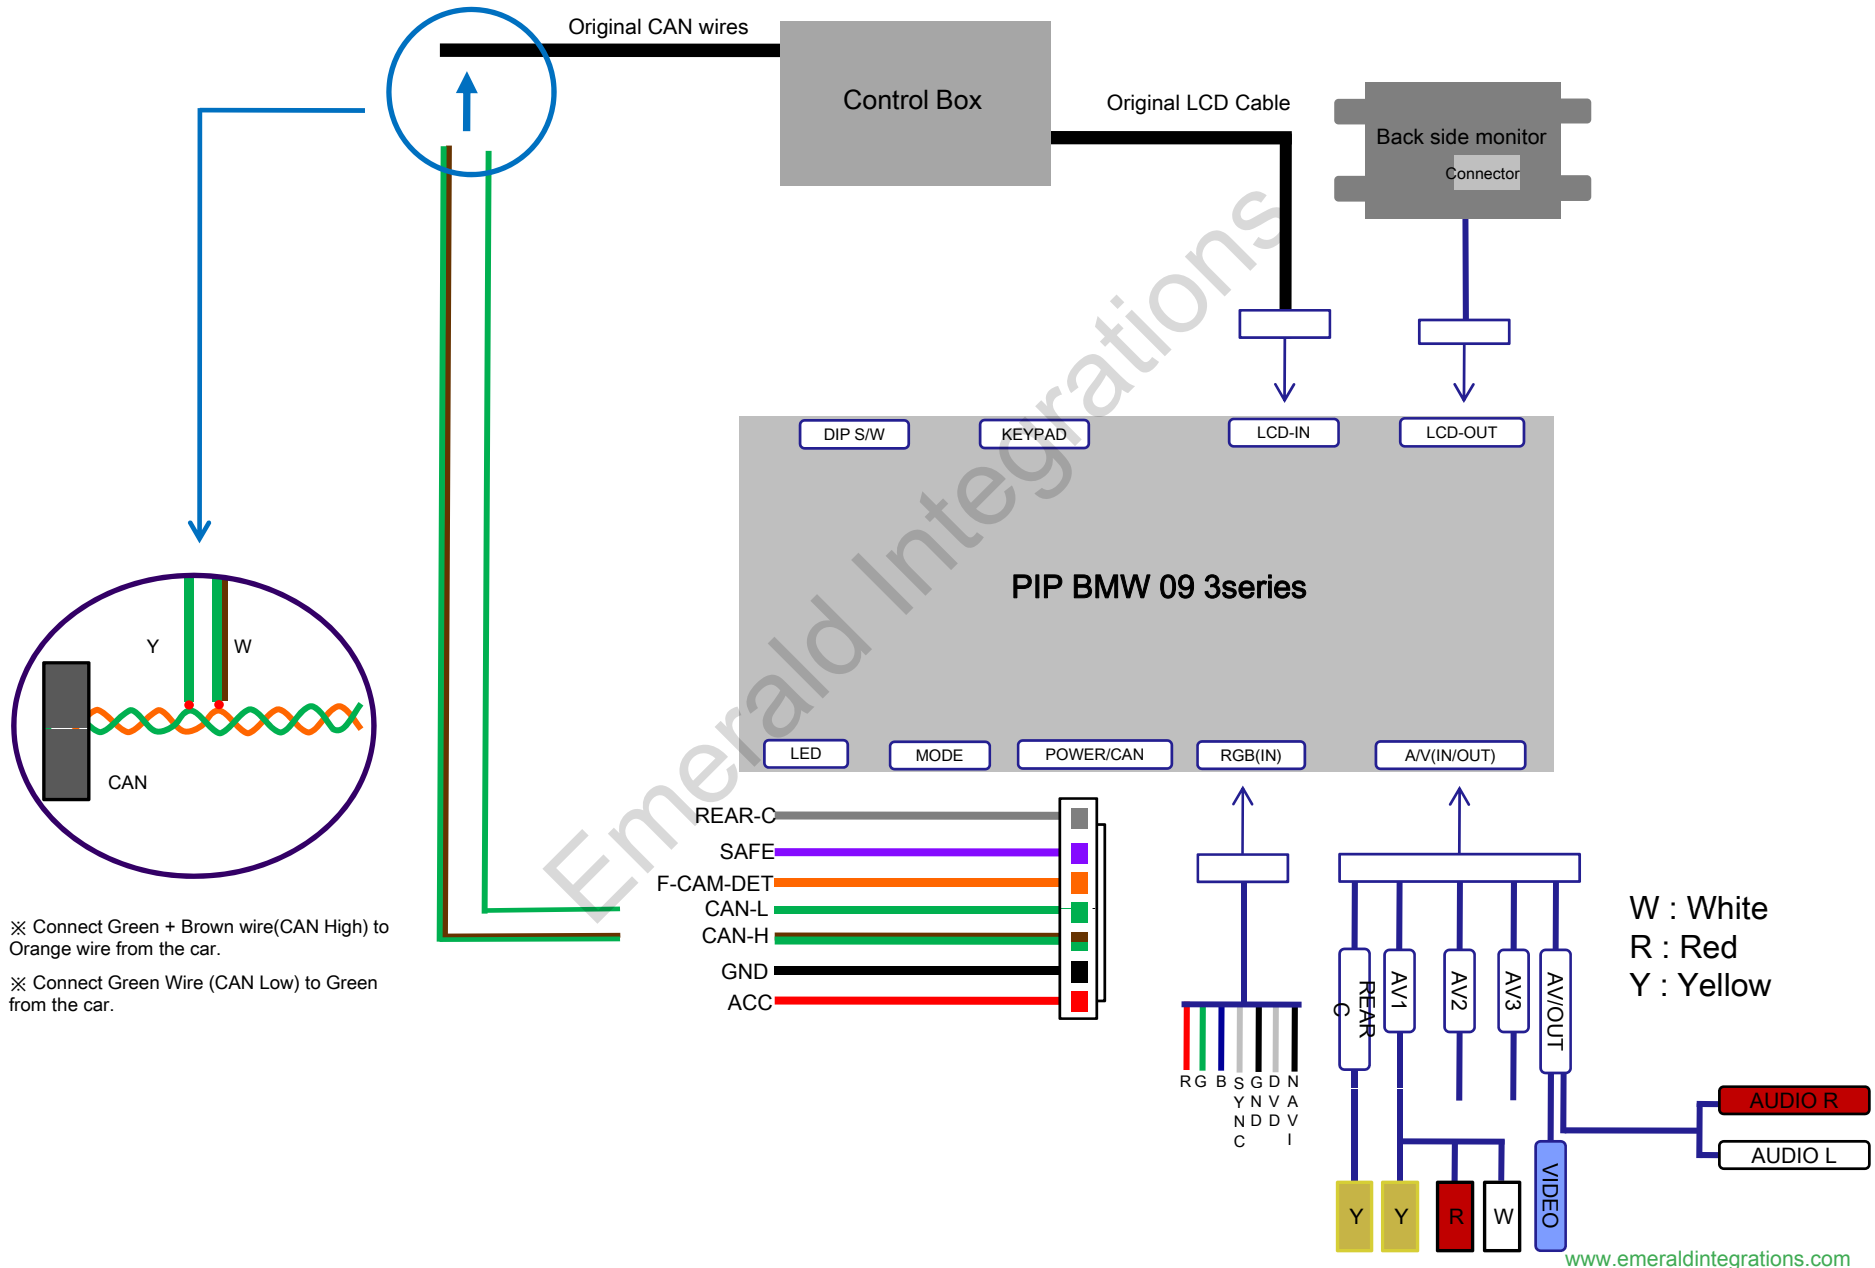 Original CAN wires
Control Box
Original LCD Cable
Back side monitor
Connector
DIP S/W
KEYPAD
LCD-IN
LCD-OUT
PIP BMW 09 3series
Emerald Integrations
Y
W
CAN
LED
MODE
POWER/CAN
RGB(IN)
A/V(IN/OUT)
REAR-C
SAFE
F-CAM-DET
CAN-L
CAN-H
GND
ACC
※ Connect Green + Brown wire(CAN High) to
Orange wire from the car.
※ Connect Green Wire (CAN Low) to Green
from the car.
R
G
B
SYNC
GND
DVD
NAVI
REAR
C
AV1
AV2
AV3
AV/OUT
W : White
R : Red
Y : Yellow
AUDIO R
AUDIO L
Y
Y
R
W
VIDEO
www.emeraldintegrations.com